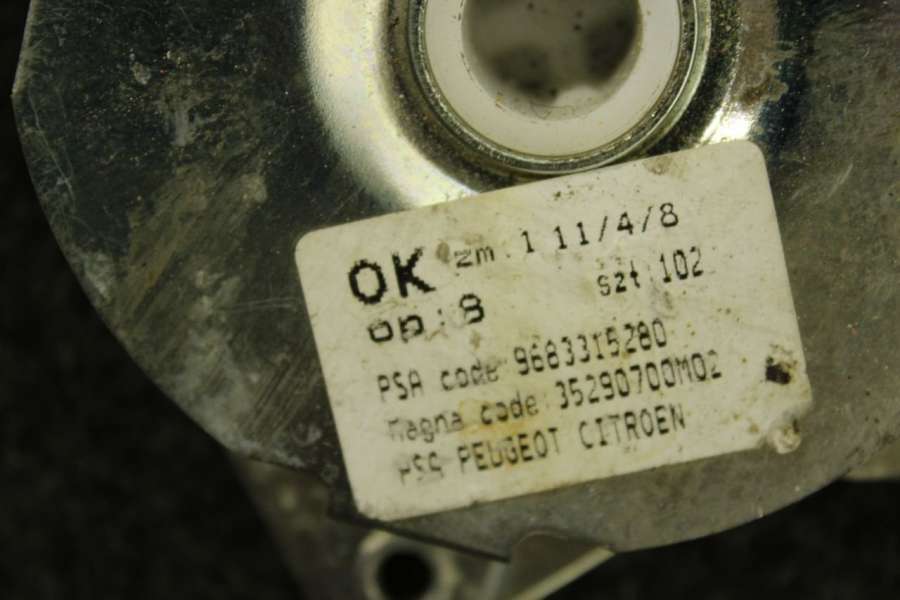 OK zm: 1 11/4/8
op: 8 szt: 102
PSA code 9683315280
Magna code: 35290700M02
PSA PEUGEOT CITROEN